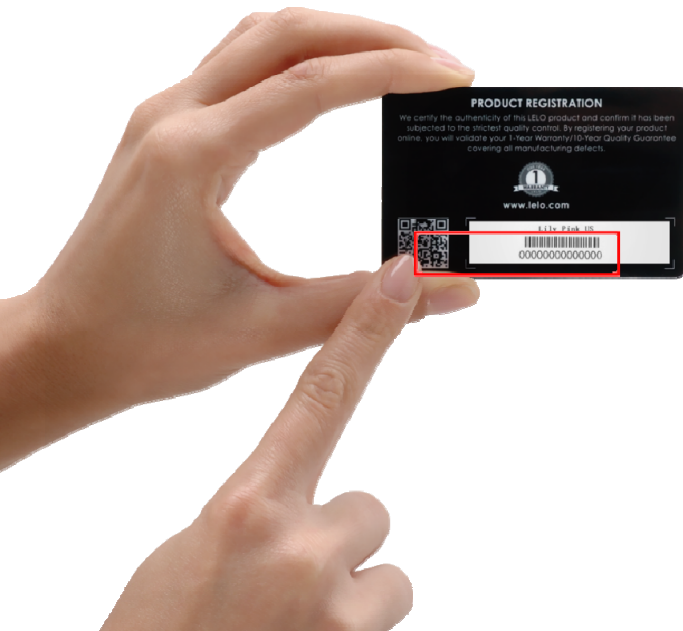 PRODUCT REGISTRATION
We certify the authenticity of this LELO product and confirm it has been
subjected to the strictest quality control. By registering your product
online, you will validate your 1-Year Warranty/10-Year Quality Guarantee
covering all manufacturing defects.
1
WARRANTY
www.lelo.com
Lily Pink US
00000000000000